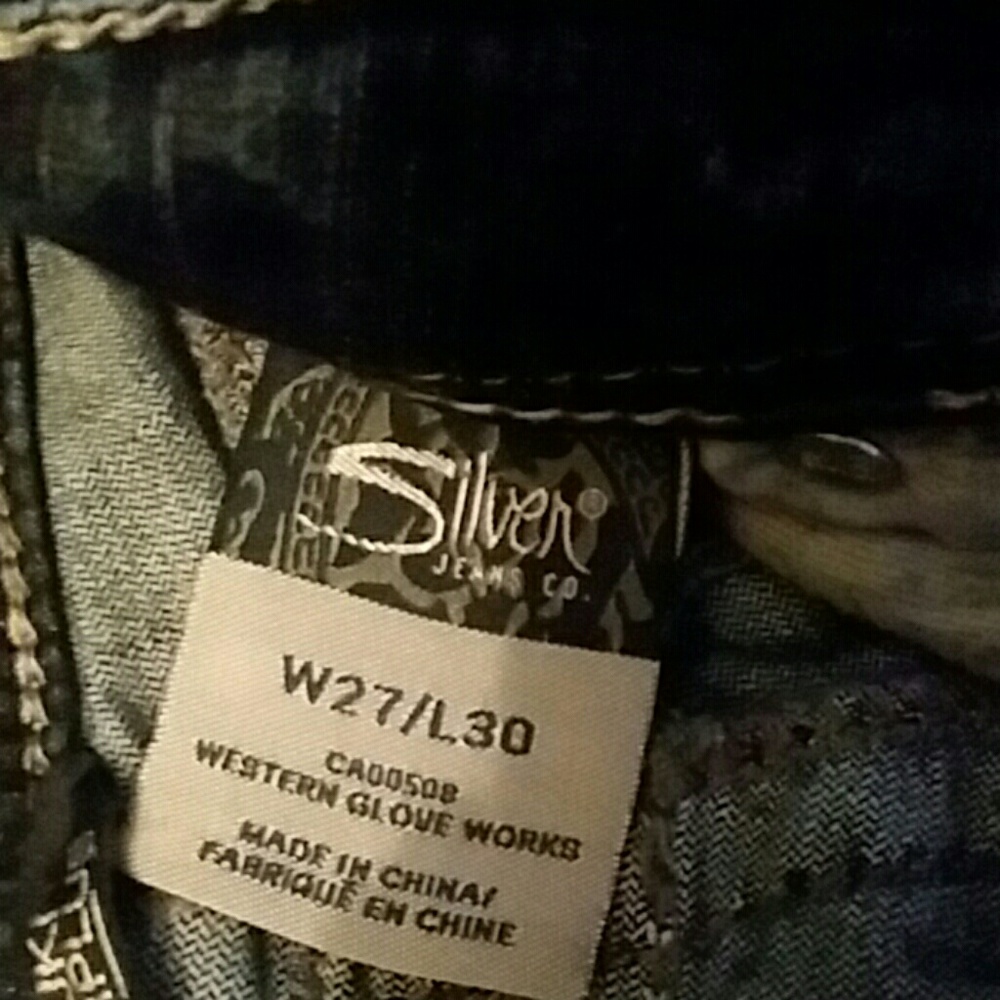 Silver®
JEANS CO.
W27/L30
CA00508
WESTERN GLOVE WORKS
MADE IN CHINA/
FABRIQUÉ EN CHINE